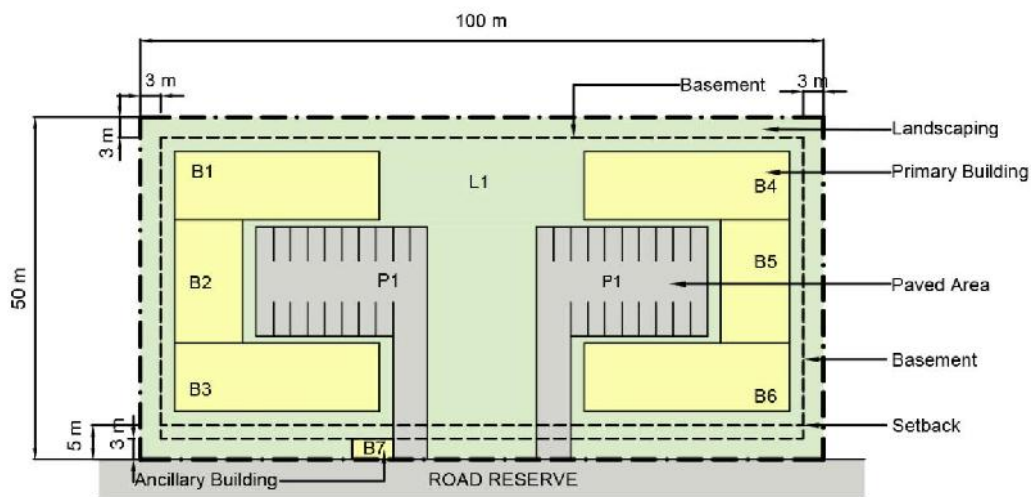 100 m
3 m
3 m
Basement
3 m
Landscaping
B1
L1
B4
Primary Building
50 m
B2
P1
P1
B5
Paved Area
B3
B6
Basement
5 m
3 m
Setback
B7
Ancillary Building
ROAD RESERVE